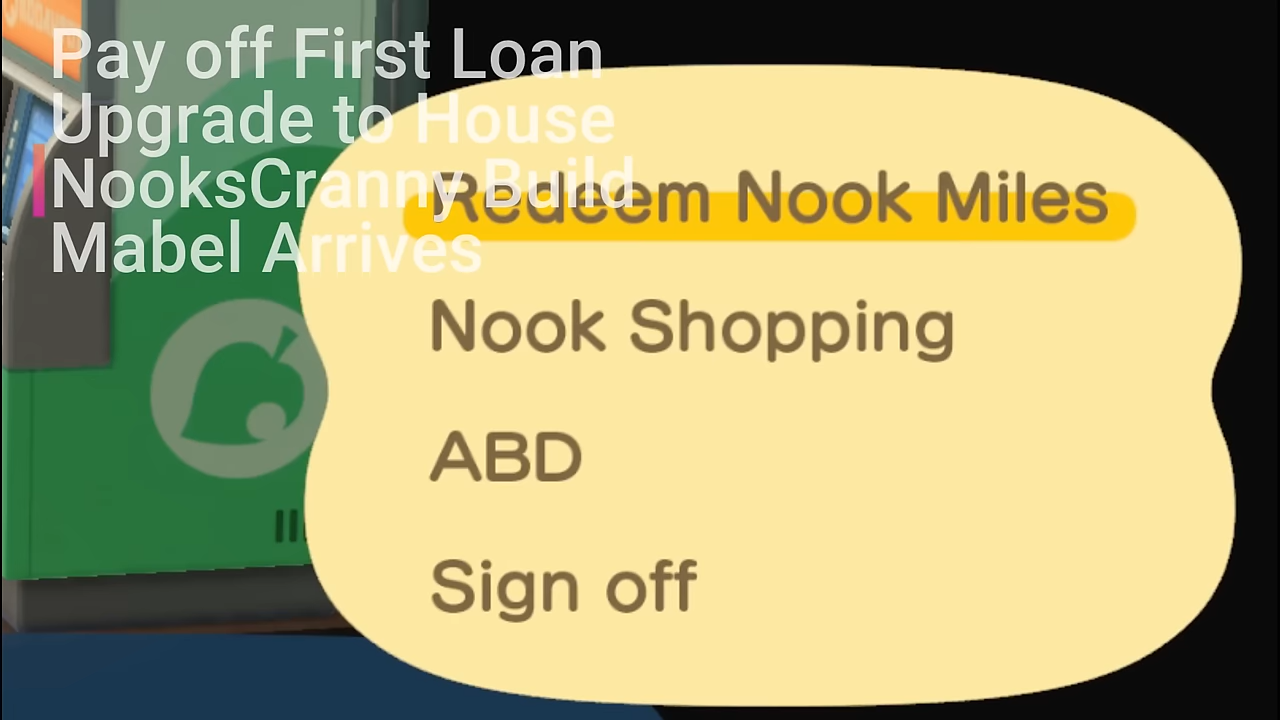 Pay off First Loan
Upgrade to House
NooksCranny Build
Mabel Arrives
Redeem Nook Miles
Nook Shopping
ABD
Sign off